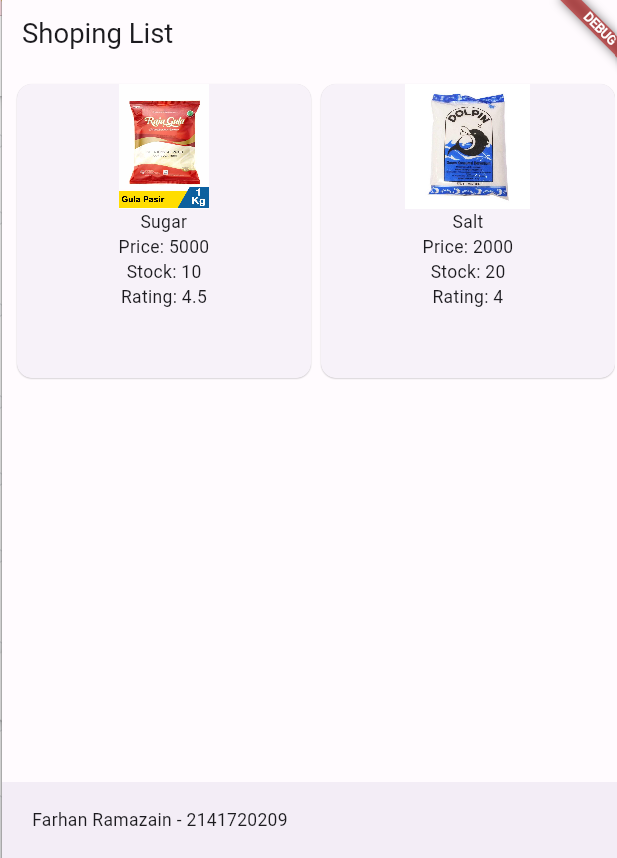 Shoping List
DEBUG
Raja Gula
Gula Pasir
1
Kg
DOLPIN
Sugar
Price: 5000
Stock: 10
Rating: 4.5
Salt
Price: 2000
Stock: 20
Rating: 4
Farhan Ramazain - 2141720209